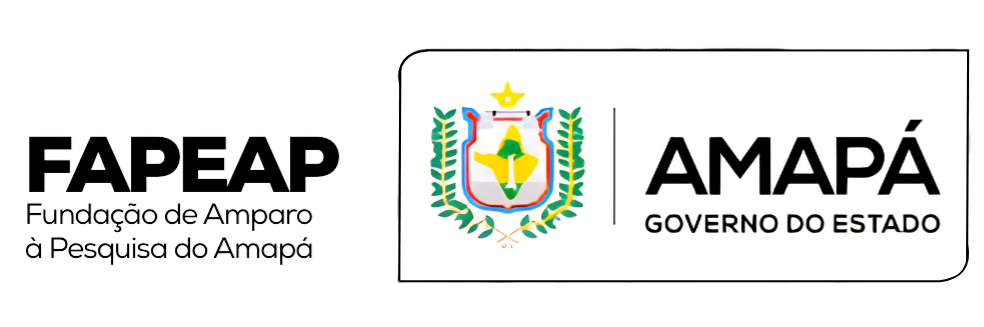 FAPEAP
Fundação de Amparo
à Pesquisa do Amapá
AMAPÁ
GOVERNO DO ESTADO